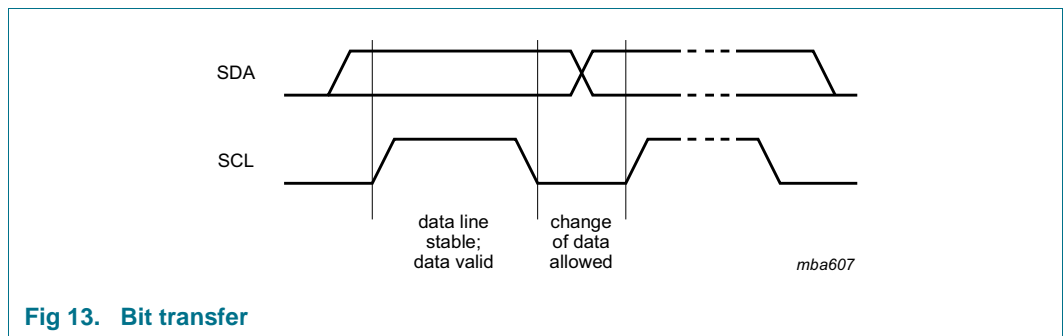 SDA
SCL
data line
stable;
data valid
change
of data
allowed
mba607
Fig 13. Bit transfer